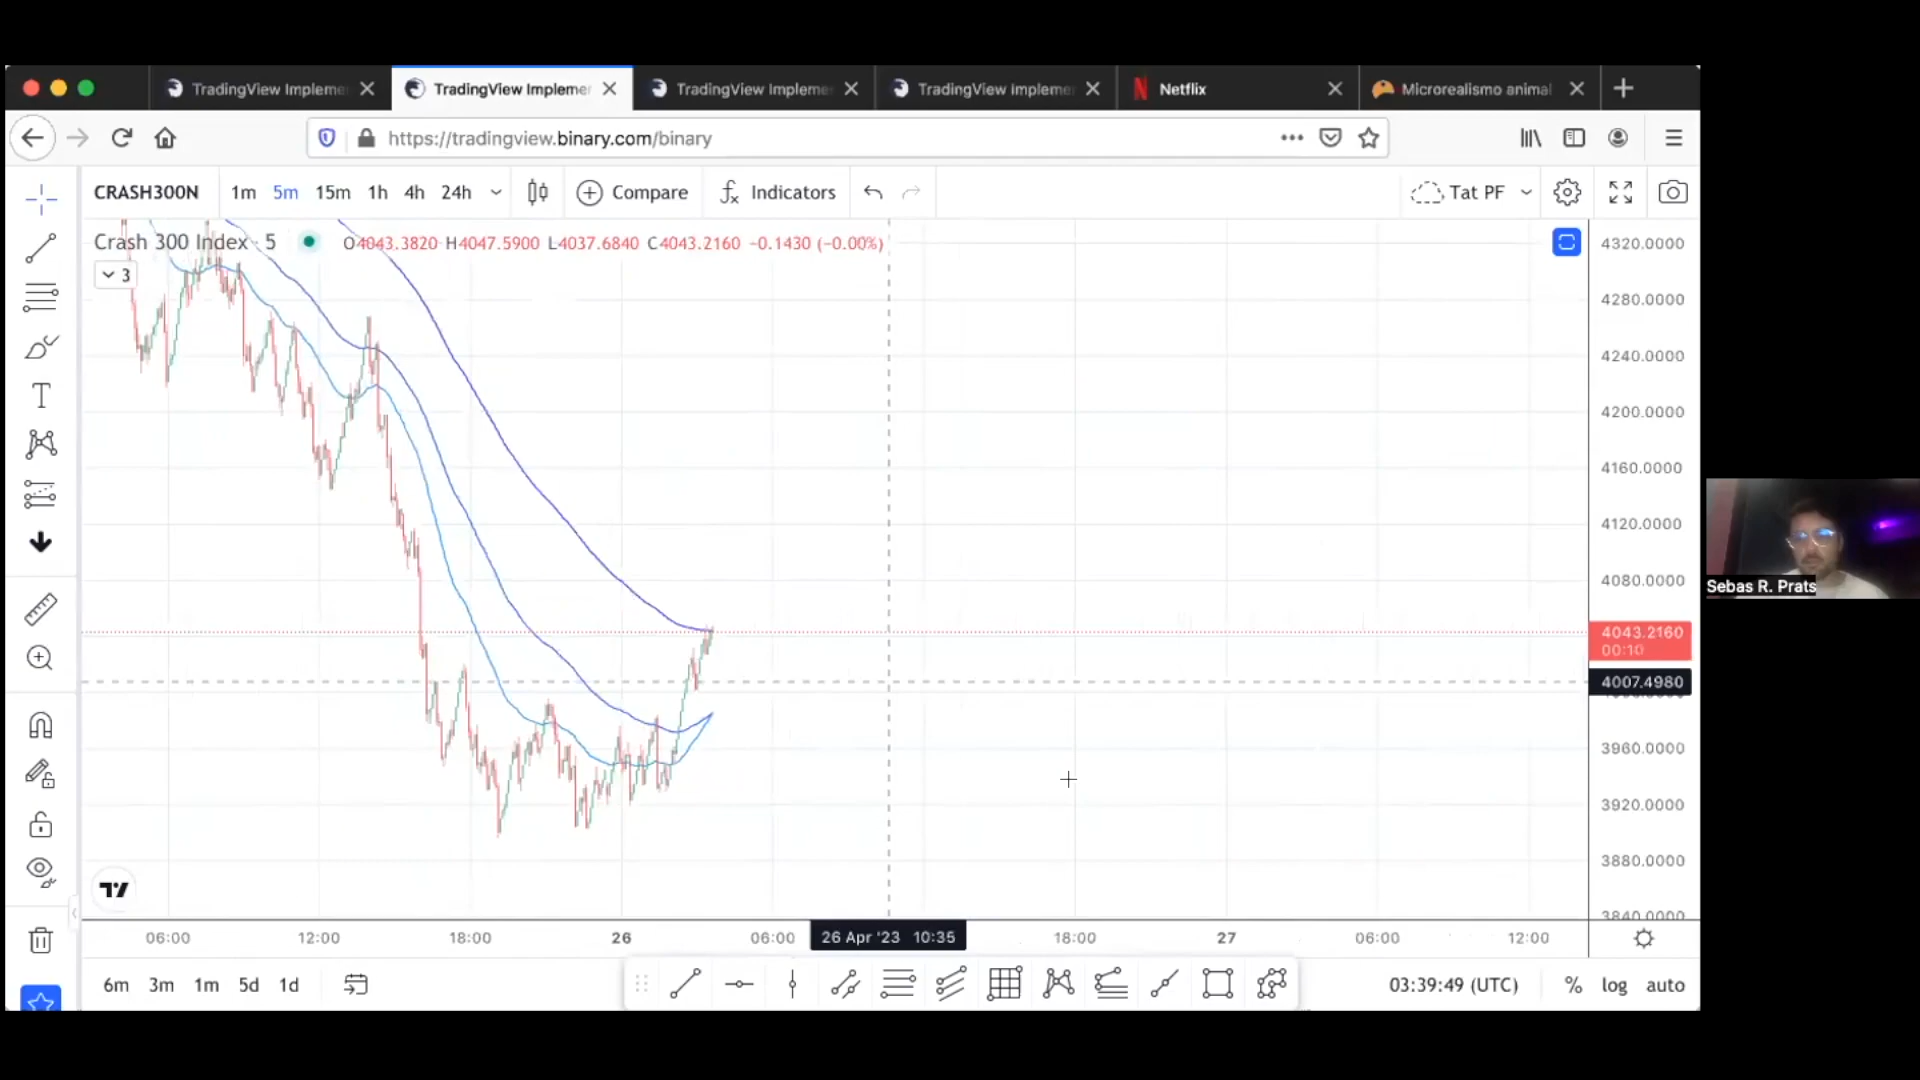 TradingView Impleme
TradingView Impleme
TradingView Impleme
TradingView Impleme
Netflix
Microrealismo animal
https://tradingview.binary.com/binary
CRASH300N
1m 5m 15m 1h 4h 24h
Compare
Indicators
Tat PF
Crash 300 Index · 5
O4043.3820 H4047.5900 L4037.6840 C4043.2160 -0.1430 (-0.00%)
3
4320.0000
4280.0000
4240.0000
4200.0000
4160.0000
4120.0000
4080.0000
4043.2160
00:10
4007.4980
3960.0000
3920.0000
3880.0000
3840.0000
Sebas R. Prats
06:00 12:00 18:00 26 06:00 26 Apr '23 10:35 18:00 27 06:00 12:00
6m 3m 1m 5d 1d
03:39:49 (UTC) % log auto